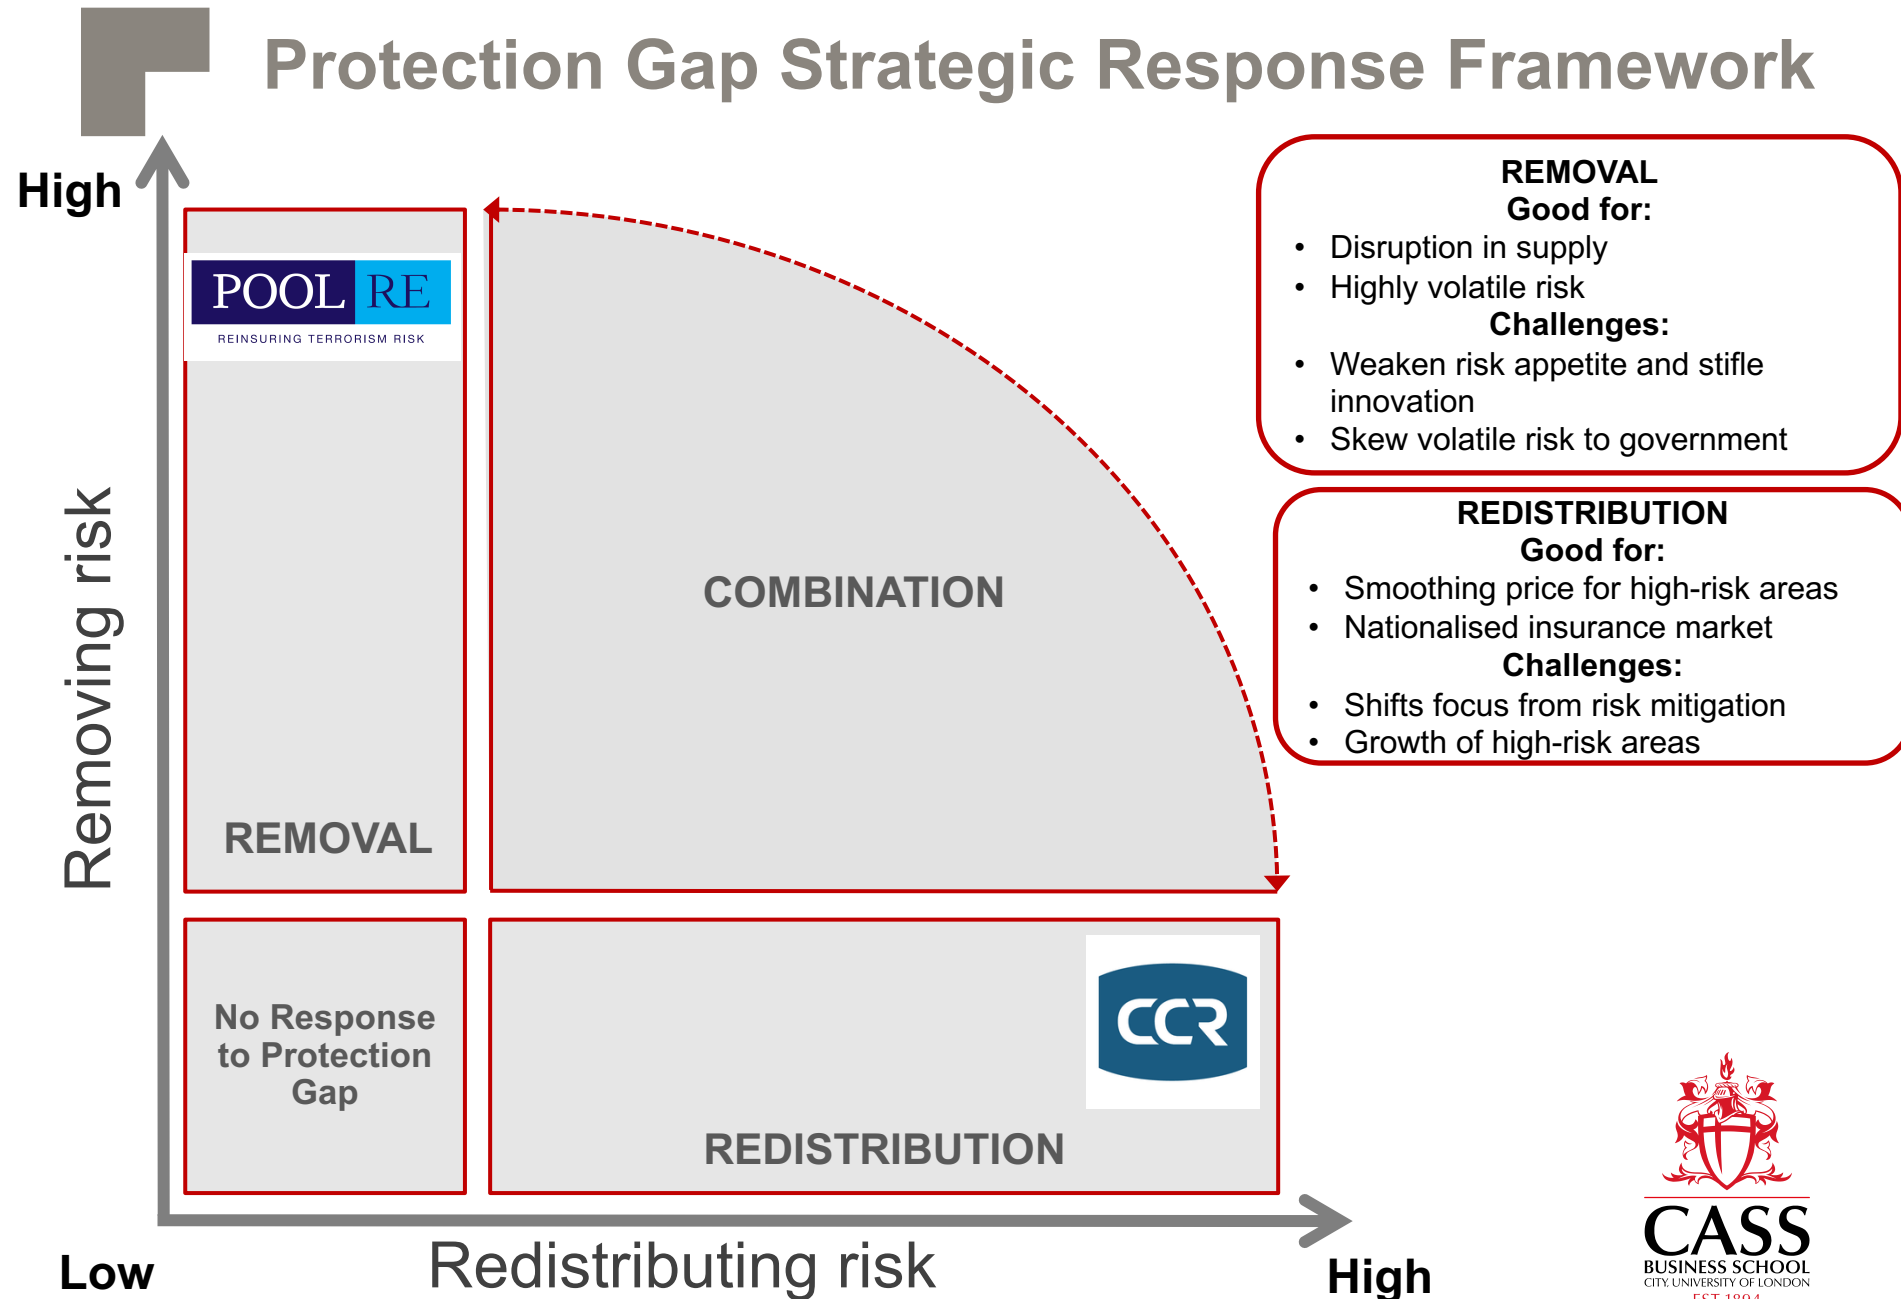 Protection Gap Strategic Response Framework
High
Removing risk
POOL RE
REINSURING TERRORISM RISK
REMOVAL
COMBINATION
No Response
to Protection
Gap
CCR
REDISTRIBUTION
Low
Redistributing risk
High
REMOVAL
Good for:
• Disruption in supply
• Highly volatile risk
Challenges:
• Weaken risk appetite and stifle
innovation
• Skew volatile risk to government
REDISTRIBUTION
Good for:
• Smoothing price for high-risk areas
• Nationalised insurance market
Challenges:
• Shifts focus from risk mitigation
• Growth of high-risk areas
CASS
BUSINESS SCHOOL
CITY, UNIVERSITY OF LONDON
EST 1894